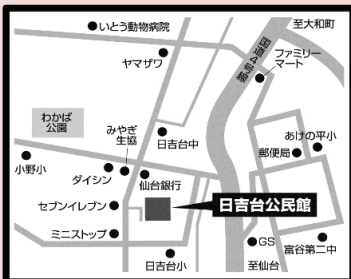 いとう動物病院
至大和町
国道4号線
ヤマザワ
ファミリー
マート
わかば
公園
みやぎ
生協
日吉台中
あけの平小
郵便局
小野小
ダイシン
仙台銀行
セブンイレブン
日吉台公民館
ミニストップ
GS
富谷第二中
日吉台小
至仙台